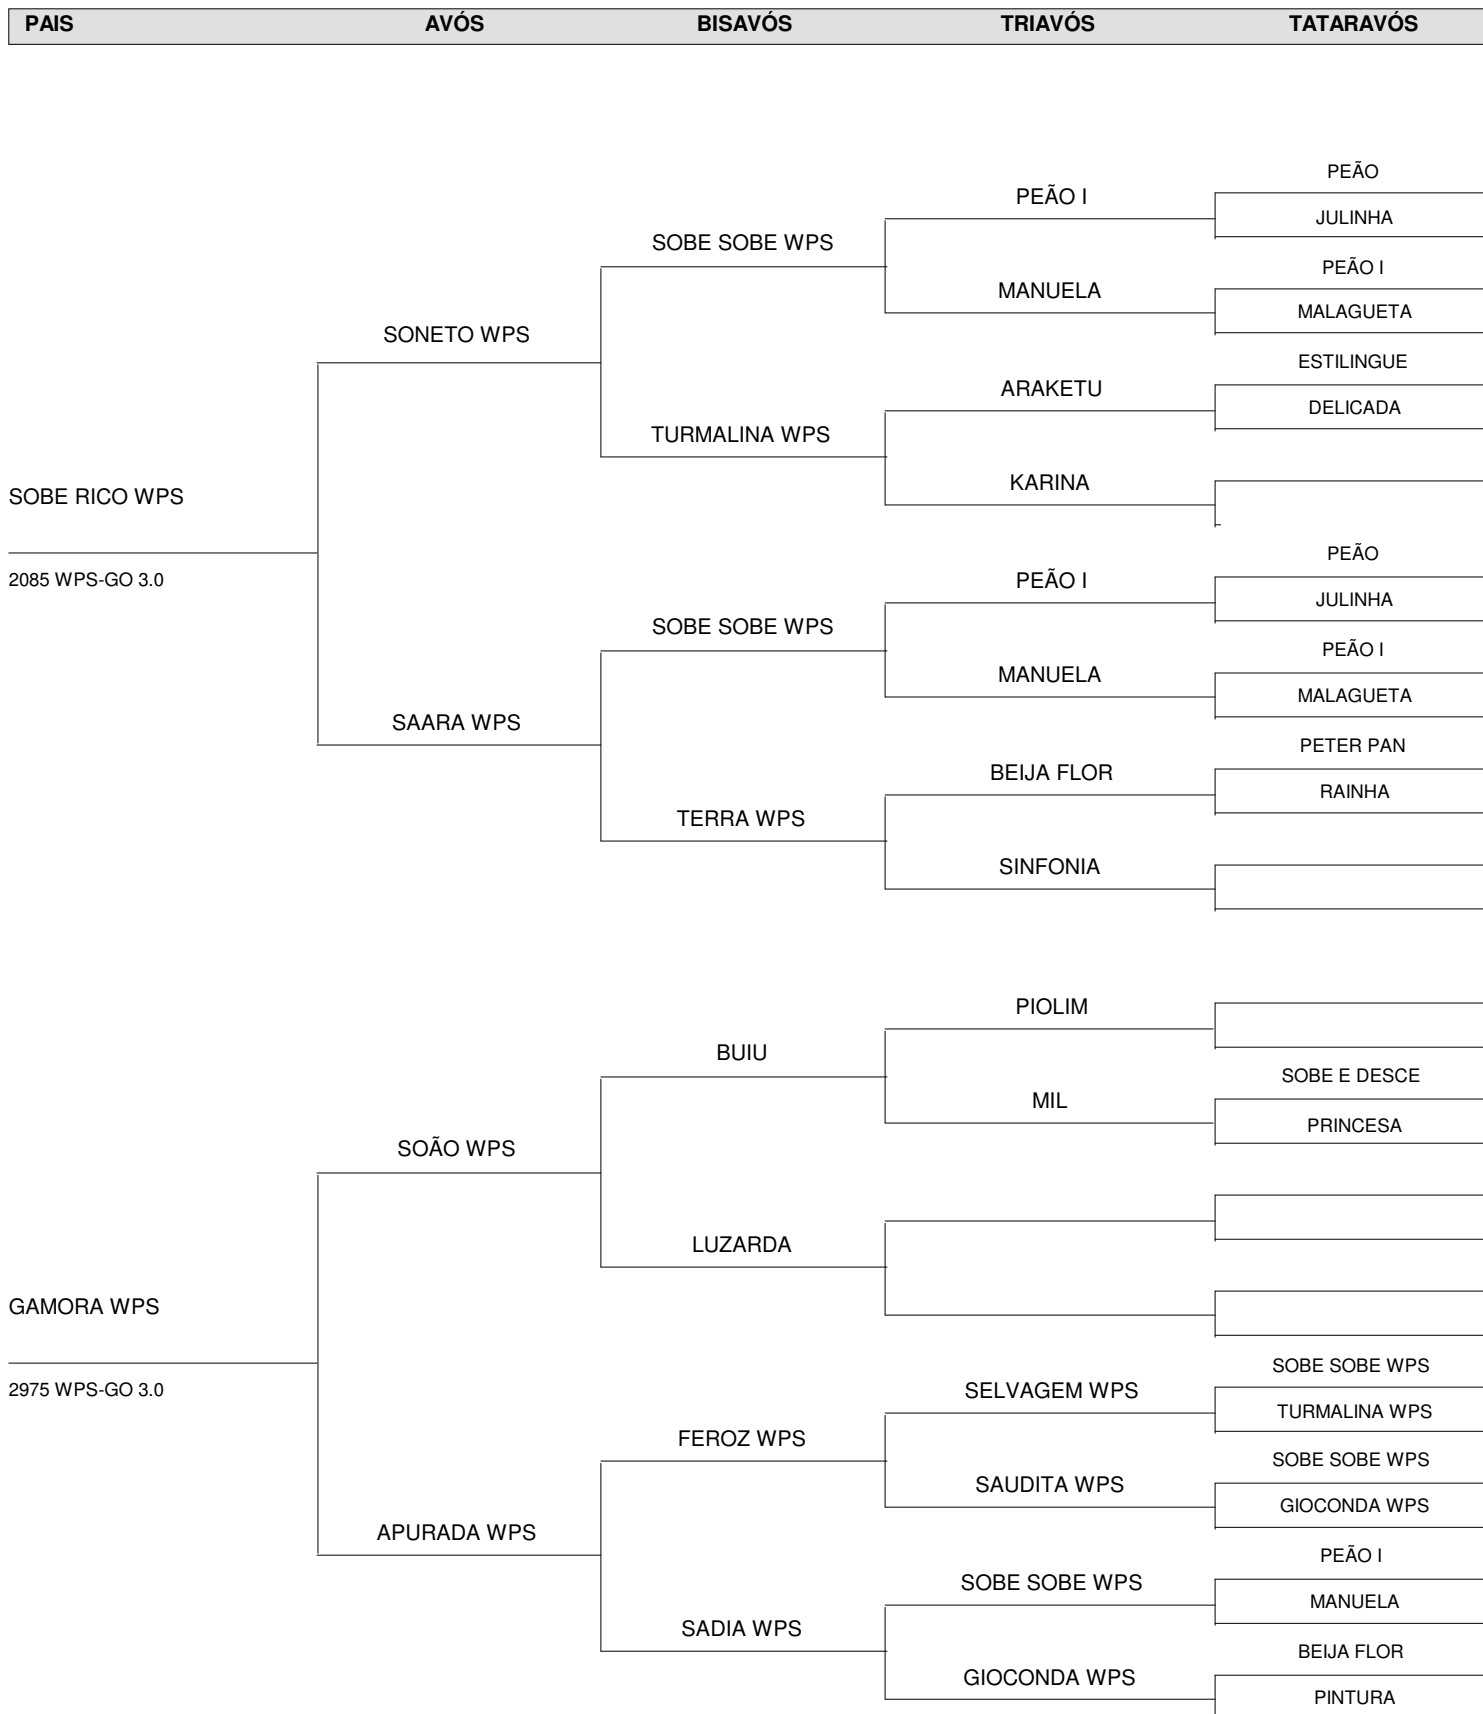 PAIS AVÓS BISAVÓS TRIAVÓS TATARAVÓS
PEÃO
PEÃO I
JULINHA
SOBE SOBE WPS
PEÃO I
MANUELA
MALAGUETA
SONETO WPS
ESTILINGUE
ARAKETU
DELICADA
TURMALINA WPS
KARINA
SOBE RICO WPS
PEÃO
2085 WPS-GO 3.0
PEÃO I
JULINHA
SOBE SOBE WPS
PEÃO I
MANUELA
MALAGUETA
SAARA WPS
PETER PAN
BEIJA FLOR
RAINHA
TERRA WPS
SINFONIA
PIOLIM
BUIU
SOBE E DESCE
MIL
PRINCESA
SOÃO WPS
LUZARDA
GAMORA WPS
SOBE SOBE WPS
2975 WPS-GO 3.0
SELVAGEM WPS
TURMALINA WPS
FEROZ WPS
SOBE SOBE WPS
SAUDITA WPS
GIOCONDA WPS
APURADA WPS
PEÃO I
SOBE SOBE WPS
MANUELA
SADIA WPS
BEIJA FLOR
GIOCONDA WPS
PINTURA